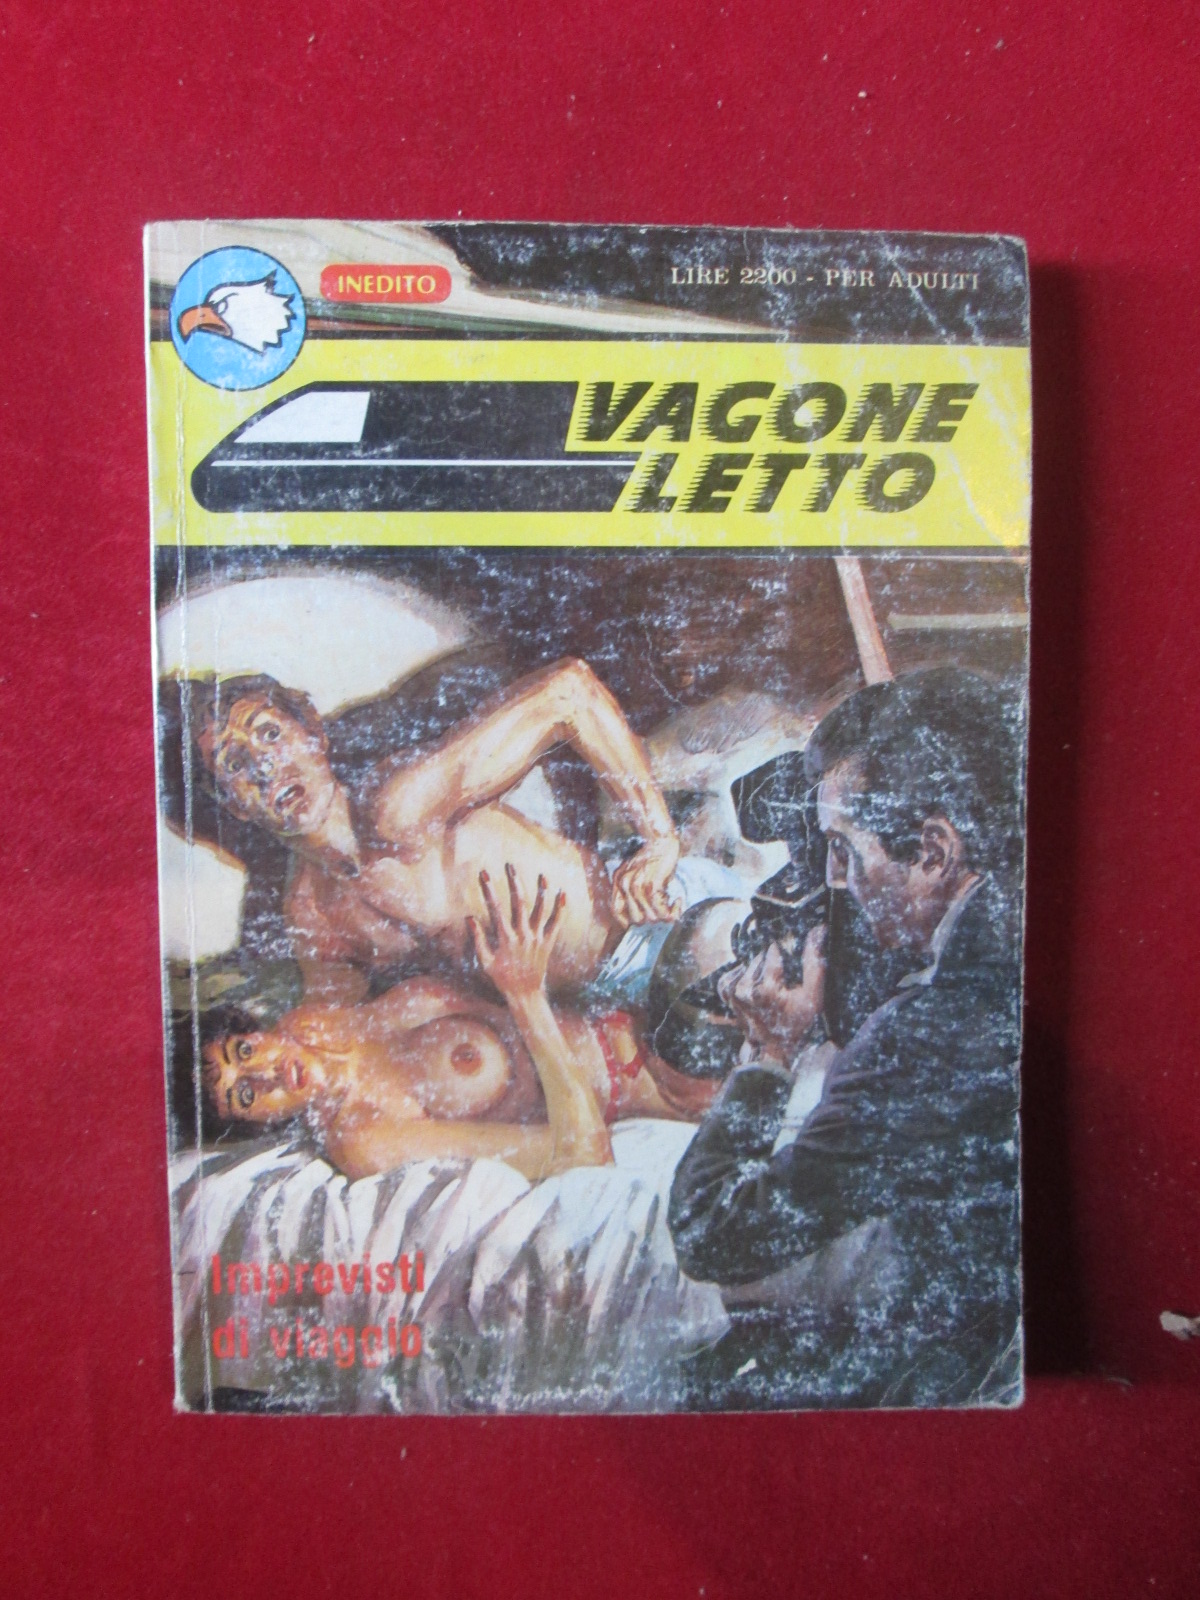 INEDITO
LIRE 2200 - PER ADULTI
VAGONE
LETTO
Imprevisti
di viaggio